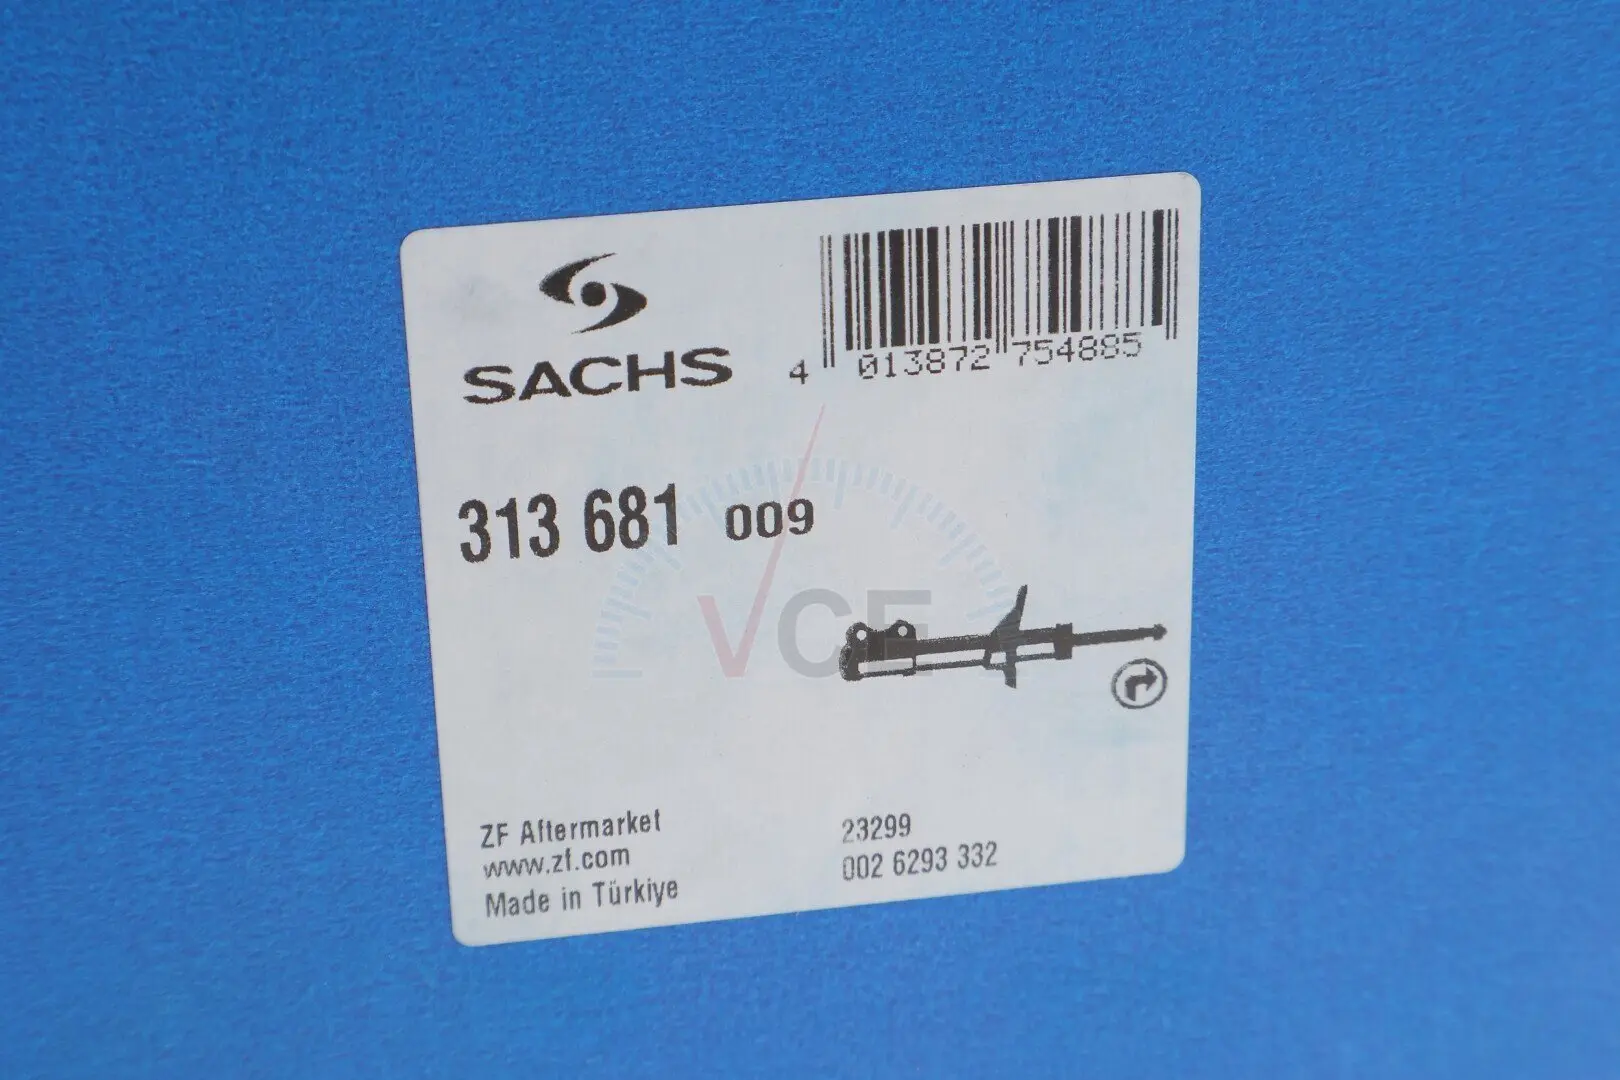 SACHS
4 013872 754885
313 681 009
VCE
ZF Aftermarket
www.zf.com
Made in Türkiye
23299
002 6293 332